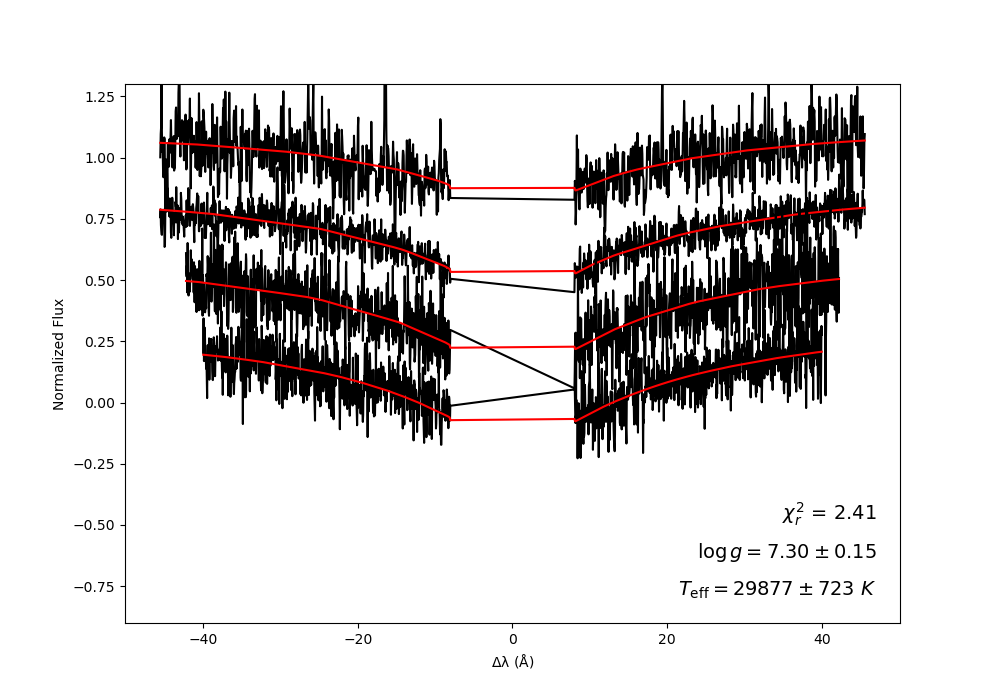 1.25
1.00
0.75
0.50
0.25
0.00
−0.25
−0.50
−0.75
Normalized Flux
χ²ᵣ = 2.41
log g = 7.30 ± 0.15
T_eff = 29877 ± 723 K
−40 −20 0 20 40
Δλ (Å)